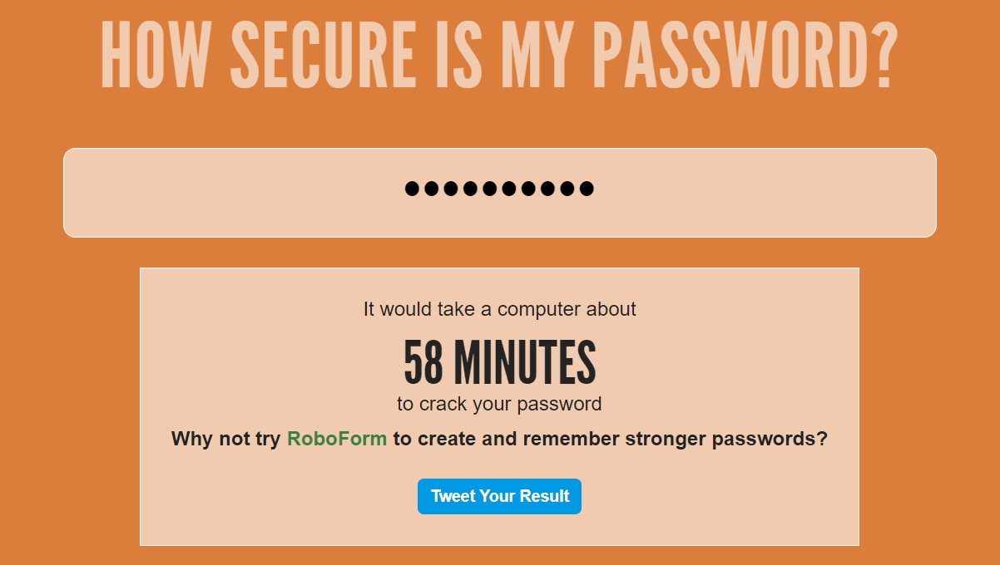 HOW SECURE IS MY PASSWORD?
••••••••••
It would take a computer about
58 MINUTES
to crack your password
Why not try RoboForm to create and remember stronger passwords?
Tweet Your Result